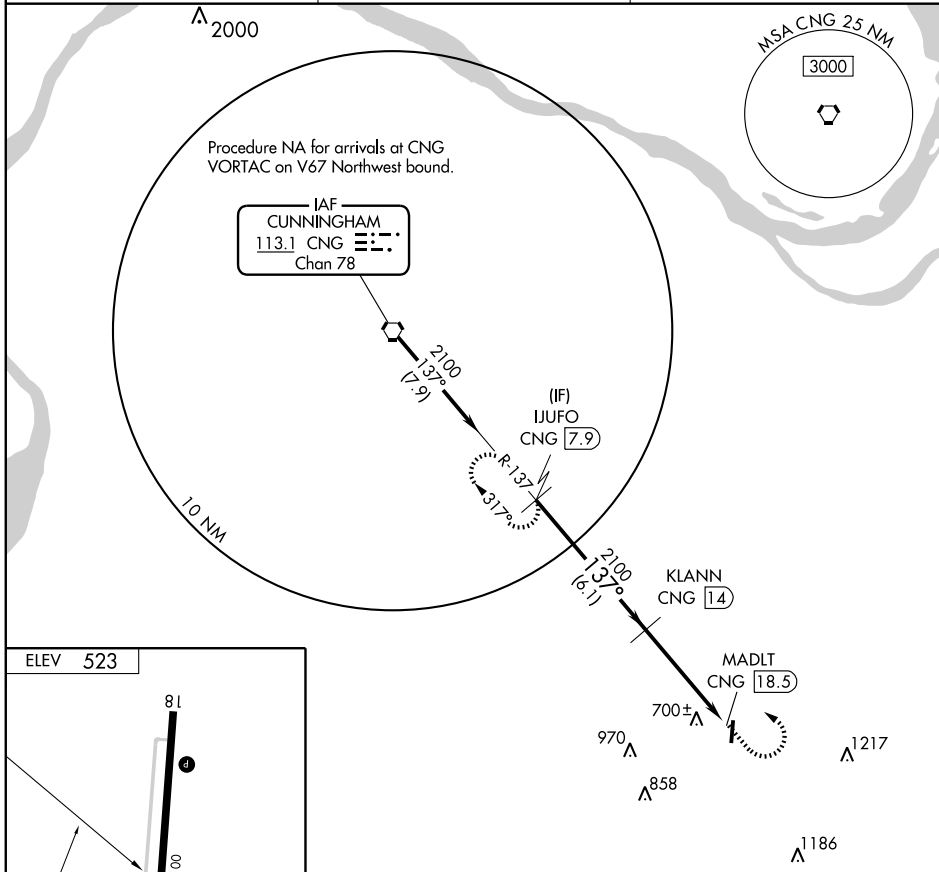 2000
MSA CNG 25 NM
3000
Procedure NA for arrivals at CNG
VORTAC on V67 Northwest bound.
IAF
CUNNINGHAM
113.1 CNG
Chan 78
2100
137°
(7.9)
(IF)
IJUFO
CNG 7.9
R-137
317°
10 NM
2100
137°
(6.1)
KLANN
CNG 14
MADLT
CNG 18.5
700±
970
858
1217
1186
ELEV 523
18
P
00